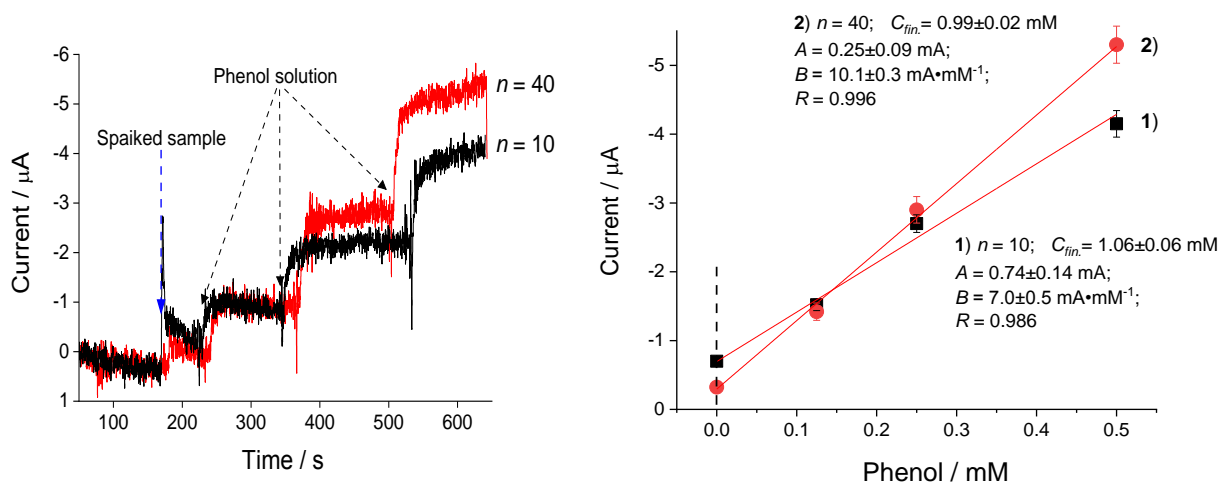 -6
-5
-4
-3
-2
-1
0
1
Current / μA
Phenol solution
Spaiked sample
n = 40
n = 10
100 200 300 400 500 600
Time / s
2) n = 40; C_fin. = 0.99±0.02 mM
A = 0.25±0.09 mA;
B = 10.1±0.3 mA•mM⁻¹;
R = 0.996
2)
1)
1) n = 10; C_fin. = 1.06±0.06 mM
A = 0.74±0.14 mA;
B = 7.0±0.5 mA•mM⁻¹;
R = 0.986
-5
-4
-3
-2
-1
0
Current / μA
0.0 0.1 0.2 0.3 0.4 0.5
Phenol / mM